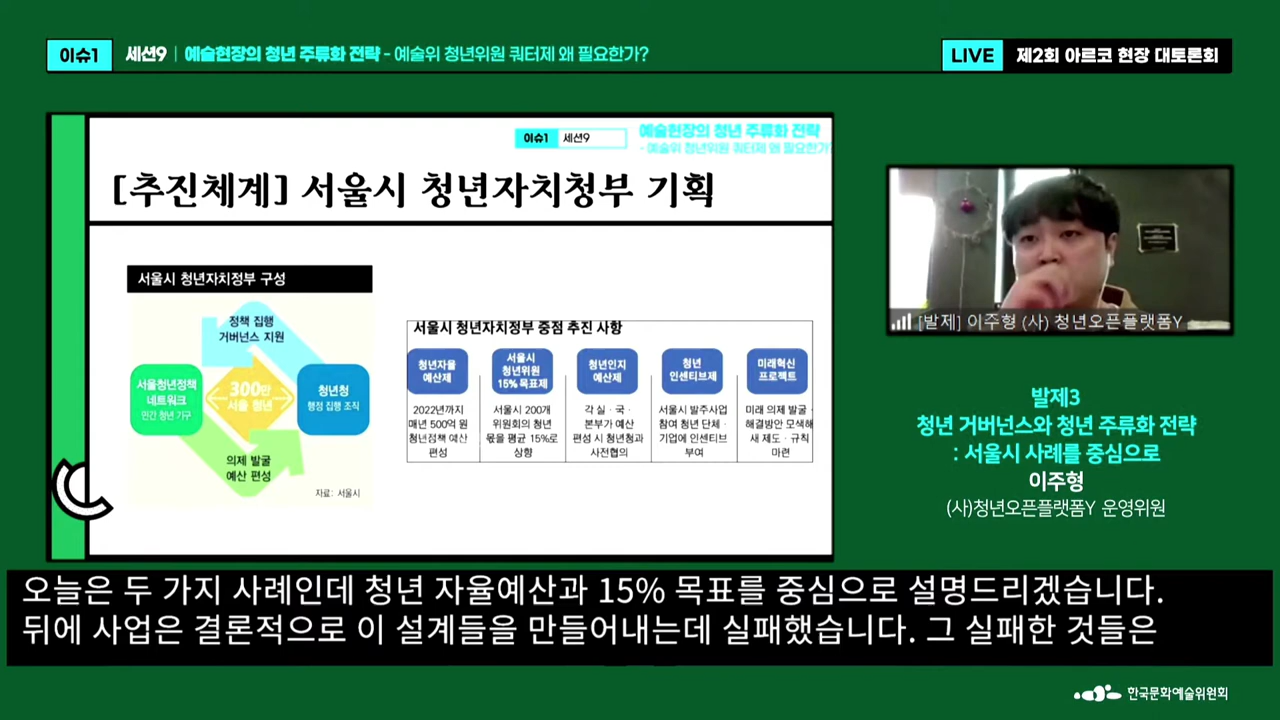 이슈1 세션9 | 예술현장의 청년 주류화 전략 - 예술위 청년위원 쿼터제 왜 필요한가?
LIVE 제2회 아르코 현장 대토론회
이슈1 세션9
예술현장의 청년 주류화 전략
- 예술위 청년위원 쿼터제 왜 필요한가?
[추진체계] 서울시 청년자치청부 기획
서울시 청년자치정부 구성
정책 집행
거버넌스 지원
서울청년정책
네트워크
민간 청년 기구
300만
서울 청년
청년청
행정 집행 조직
의제 발굴
예산 편성
자료: 서울시
서울시 청년자치정부 중점 추진 사항
청년자율
예산제
2022년까지
매년 500억 원
청년정책 예산
편성
서울시
청년위원
15% 목표제
서울시 200개
위원회의 청년
몫을 평균 15%로
상향
청년인지
예산제
각 실·국·
본부가 예산
편성 시 청년청과
사전협의
청년
인센티브제
서울시 발주사업
참여 청년 단체·
기업에 인센티브
부여
미래혁신
프로젝트
미래 의제 발굴·
해결방안 모색해
새 제도·규칙
마련
[발제] 이주형 (사) 청년오픈플랫폼Y
발제3
청년 거버넌스와 청년 주류화 전략
: 서울시 사례를 중심으로
이주형
(사)청년오픈플랫폼Y 운영위원
오늘은 두 가지 사례인데 청년 자율예산과 15% 목표를 중심으로 설명드리겠습니다.
뒤에 사업은 결론적으로 이 설계들을 만들어내는데 실패했습니다. 그 실패한 것들은
한국문화예술위원회